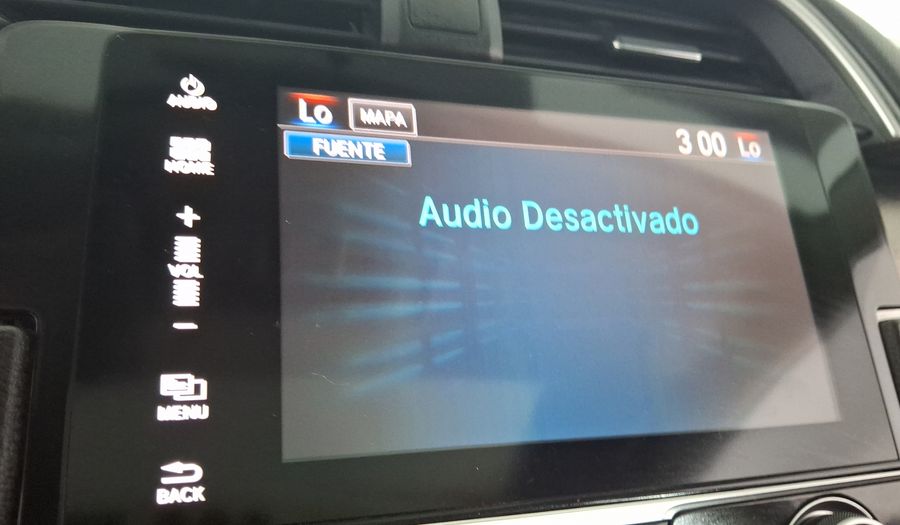 AUDIO
HOME
+
VOL
−
MENU
BACK
Lo MAPA 3 00 Lo
FUENTE
Audio Desactivado